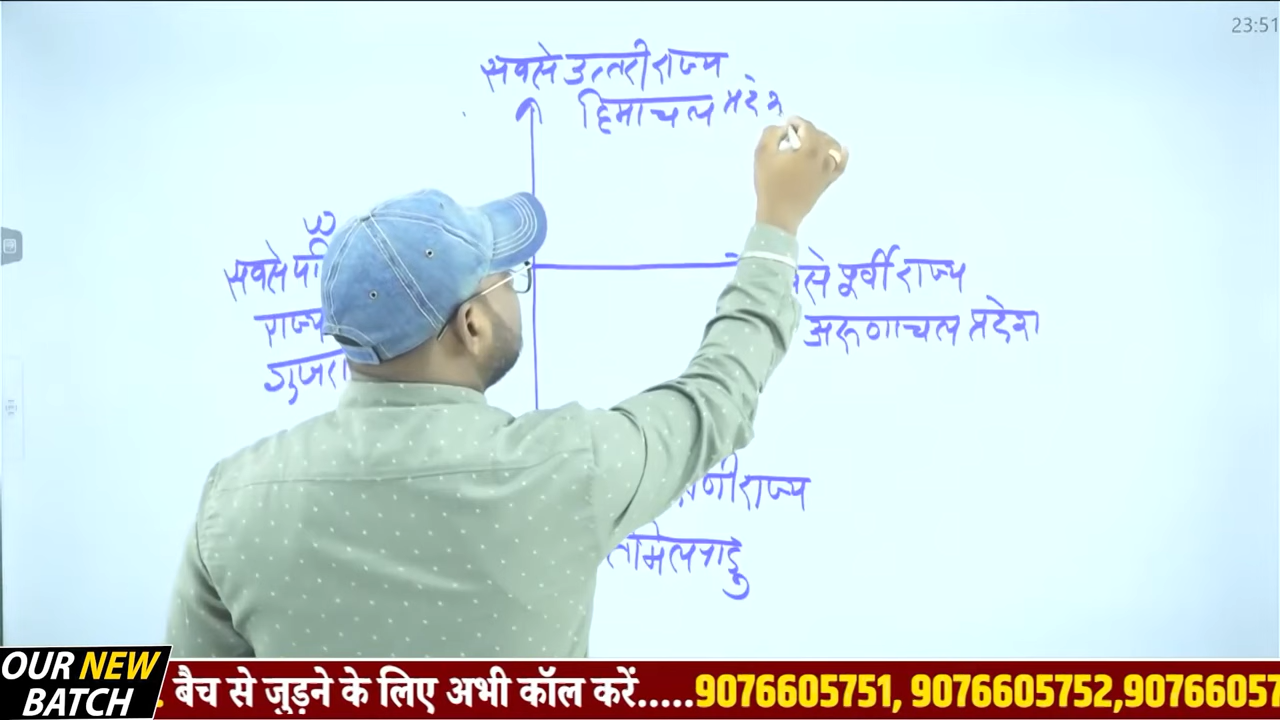 23:51
सबसे उत्तरी राज्य
हिमाचल प्रदेश
सबसे
राज्य
से पूर्वी राज्य
अरूणाचल प्रदेश
राज्य
तमिलनाडु
OUR NEW
BATCH
बैच से जुड़ने के लिए अभी कॉल करें.....9076605751, 9076605752,90766057